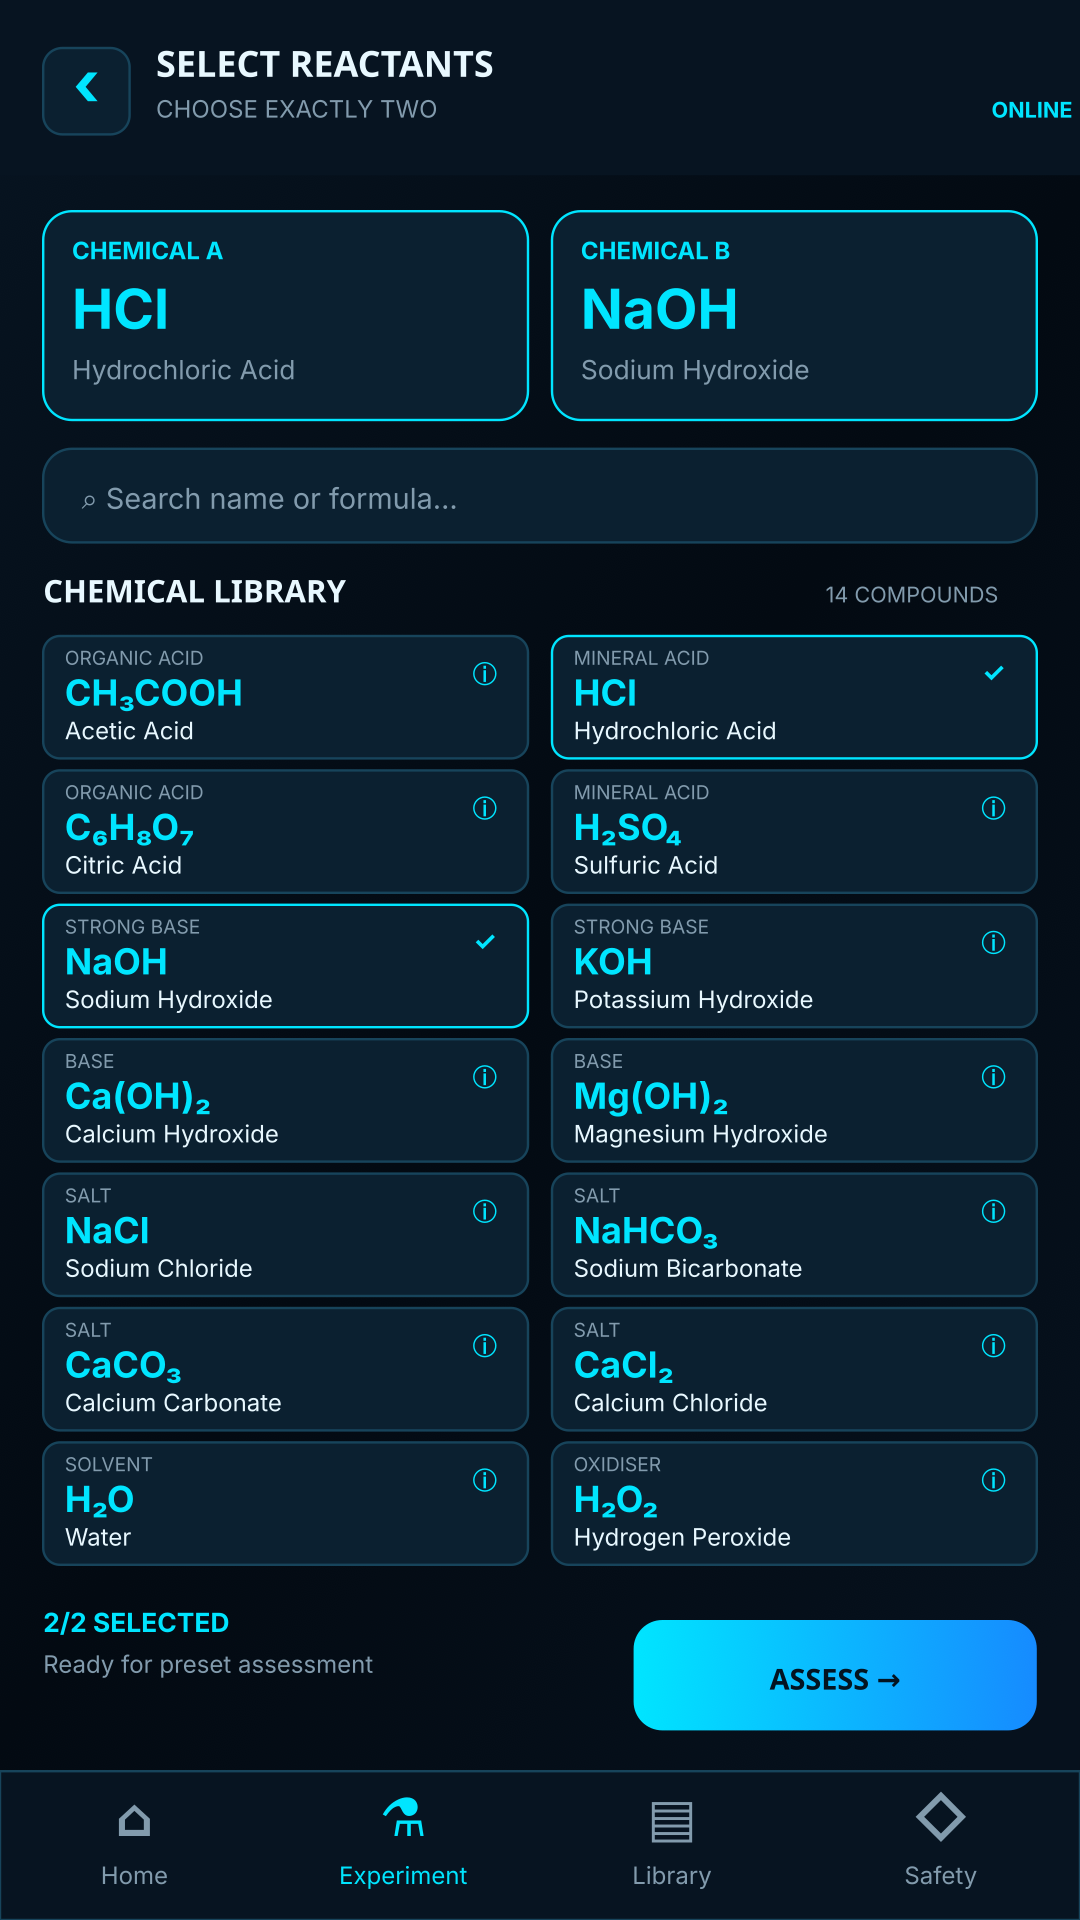 SELECT REACTANTS
CHOOSE EXACTLY TWO
ONLINE
CHEMICAL A
HCl
Hydrochloric Acid
CHEMICAL B
NaOH
Sodium Hydroxide
⌕ Search name or formula...
CHEMICAL LIBRARY
14 COMPOUNDS
ORGANIC ACID
CH₃COOH
Acetic Acid
ⓘ
MINERAL ACID
HCl
Hydrochloric Acid
✓
ORGANIC ACID
C₆H₈O₇
Citric Acid
ⓘ
MINERAL ACID
H₂SO₄
Sulfuric Acid
ⓘ
STRONG BASE
NaOH
Sodium Hydroxide
✓
STRONG BASE
KOH
Potassium Hydroxide
ⓘ
BASE
Ca(OH)₂
Calcium Hydroxide
ⓘ
BASE
Mg(OH)₂
Magnesium Hydroxide
ⓘ
SALT
NaCl
Sodium Chloride
ⓘ
SALT
NaHCO₃
Sodium Bicarbonate
ⓘ
SALT
CaCO₃
Calcium Carbonate
ⓘ
SALT
CaCl₂
Calcium Chloride
ⓘ
SOLVENT
H₂O
Water
ⓘ
OXIDISER
H₂O₂
Hydrogen Peroxide
ⓘ
2/2 SELECTED
Ready for preset assessment
ASSESS →
Home
Experiment
Library
Safety